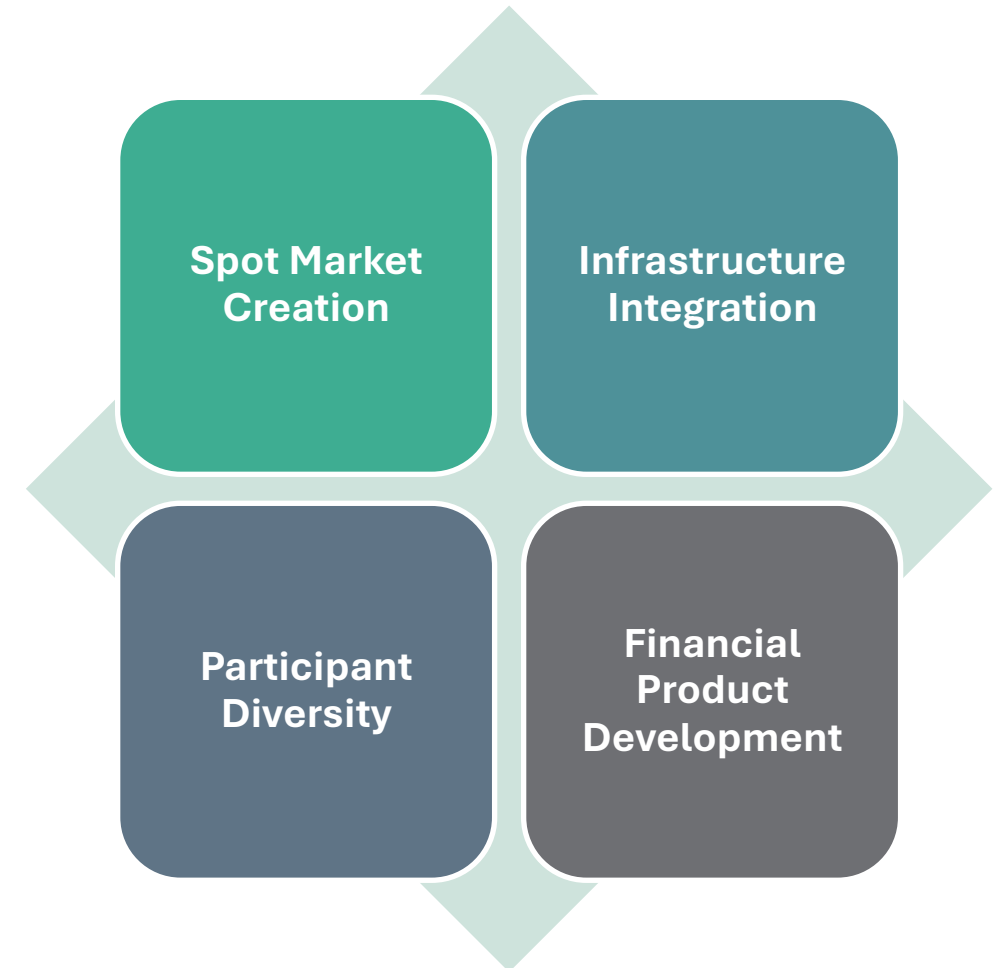 Spot Market
Creation
Infrastructure
Integration
Participant
Diversity
Financial
Product
Development